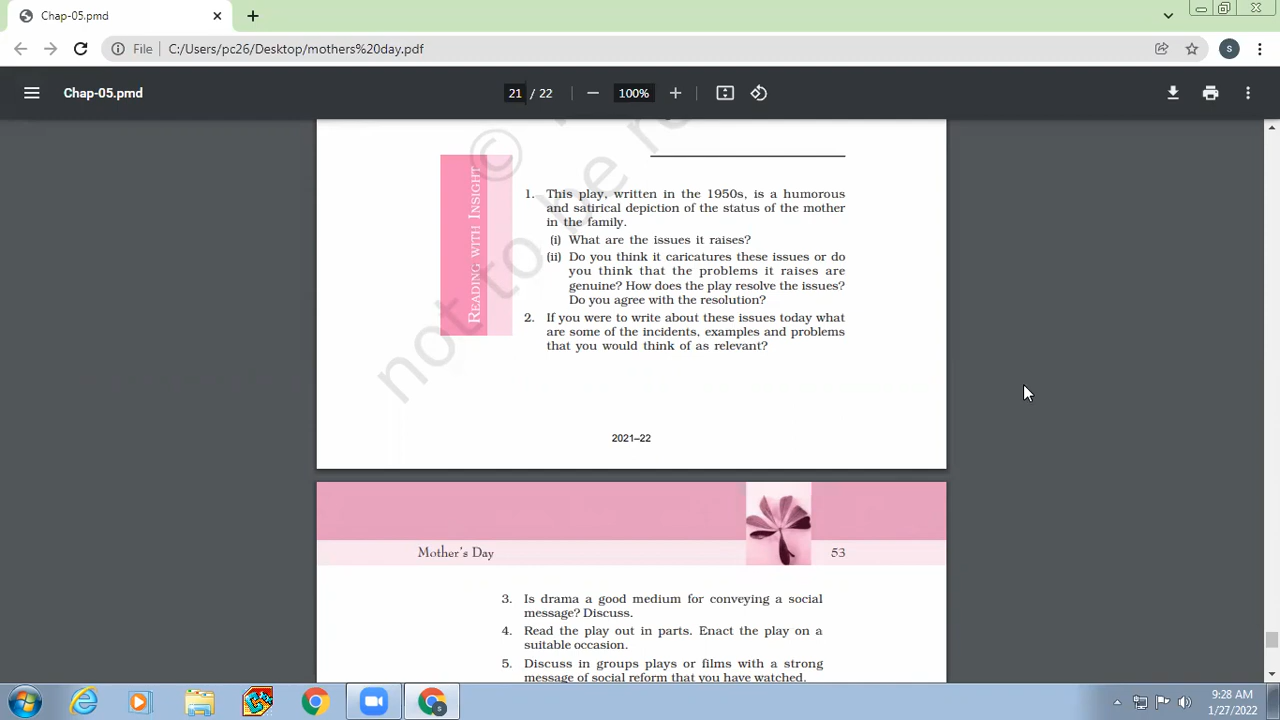 Chap-05.pmd
File
C:/Users/pc26/Desktop/mothers%20day.pdf
S
Chap-05.pmd
21 / 22
100%
© 
not to be re
READING WITH INSIGHT
1. This play, written in the 1950s, is a humorous
and satirical depiction of the status of the mother
in the family.
(i) What are the issues it raises?
(ii) Do you think it caricatures these issues or do
you think that the problems it raises are
genuine? How does the play resolve the issues?
Do you agree with the resolution?
2. If you were to write about these issues today what
are some of the incidents, examples and problems
that you would think of as relevant?
2021–22
Mother's Day
53
3. Is drama a good medium for conveying a social
message? Discuss.
4. Read the play out in parts. Enact the play on a
suitable occasion.
5. Discuss in groups plays or films with a strong
message of social reform that you have watched.
9:28 AM
1/27/2022